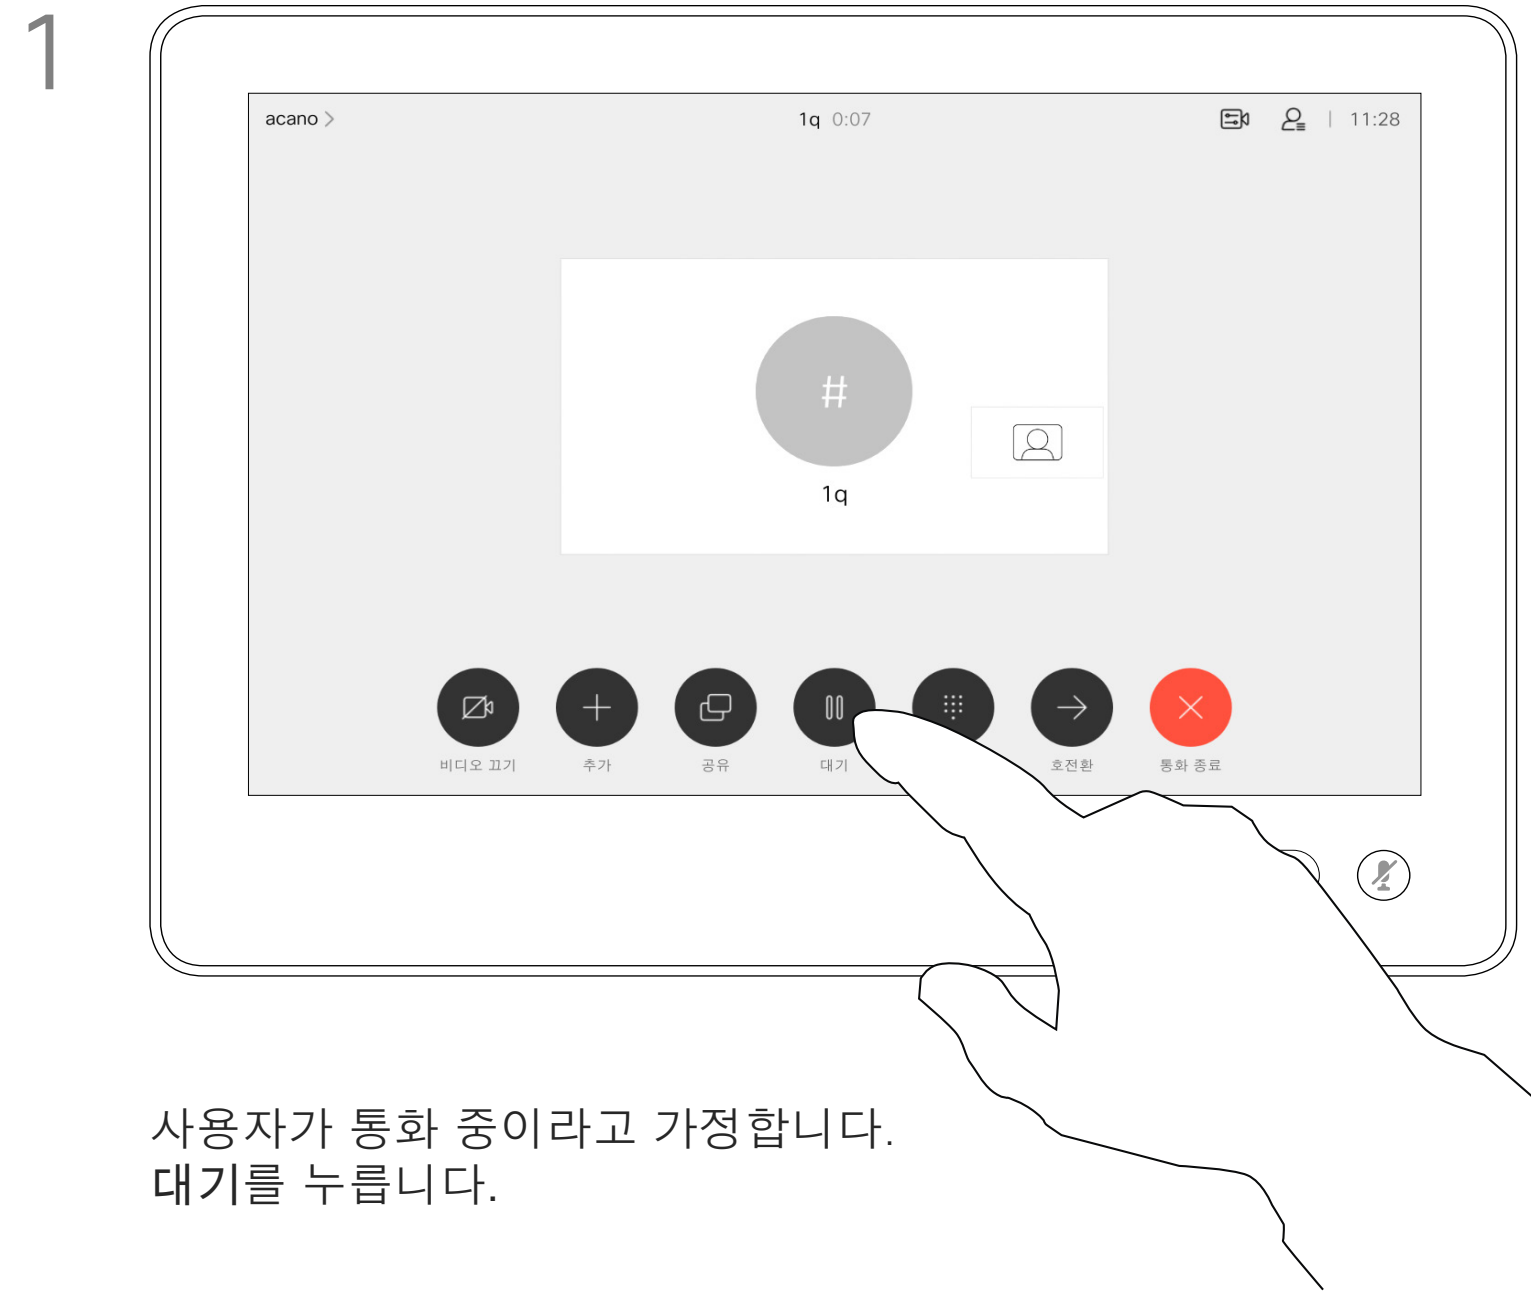 1
acano
1q 0:07
11:28
#
1q
비디오 끄기
추가
공유
대기
호전환
통화 종료
사용자가 통화 중이라고 가정합니다.
대기를 누릅니다.